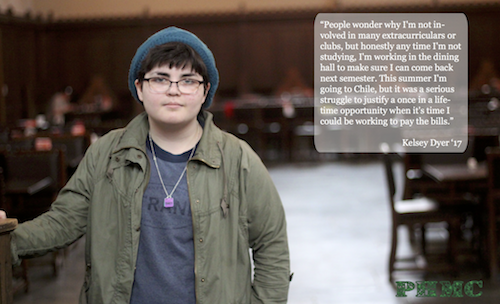 “People wonder why I’m not in-
volved in many extracurriculars or
clubs, but honestly any time I’m not
studying, I’m working in the dining
hall to make sure I can come back
next semester. This summer I’m
going to Chile, but it was a serious
struggle to justify a once in a life-
time opportunity when it’s time I
could be working to pay the bills.”
Kelsey Dyer ‘17
FRAN
PHMC